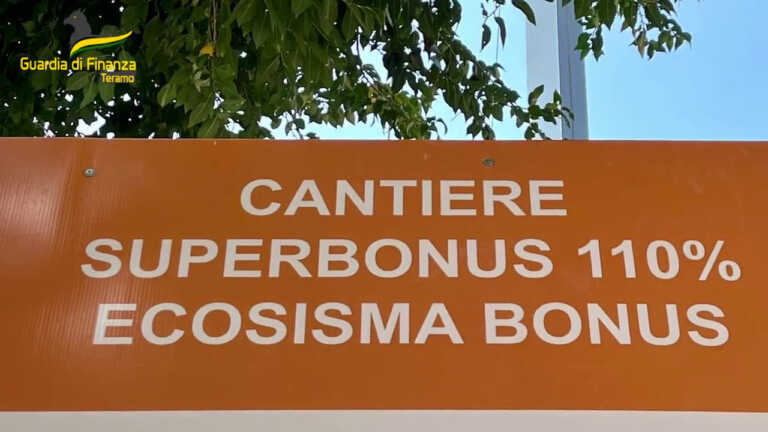 Guardia di Finanza
Teramo
CANTIERE
SUPERBONUS 110%
ECOSISMA BONUS